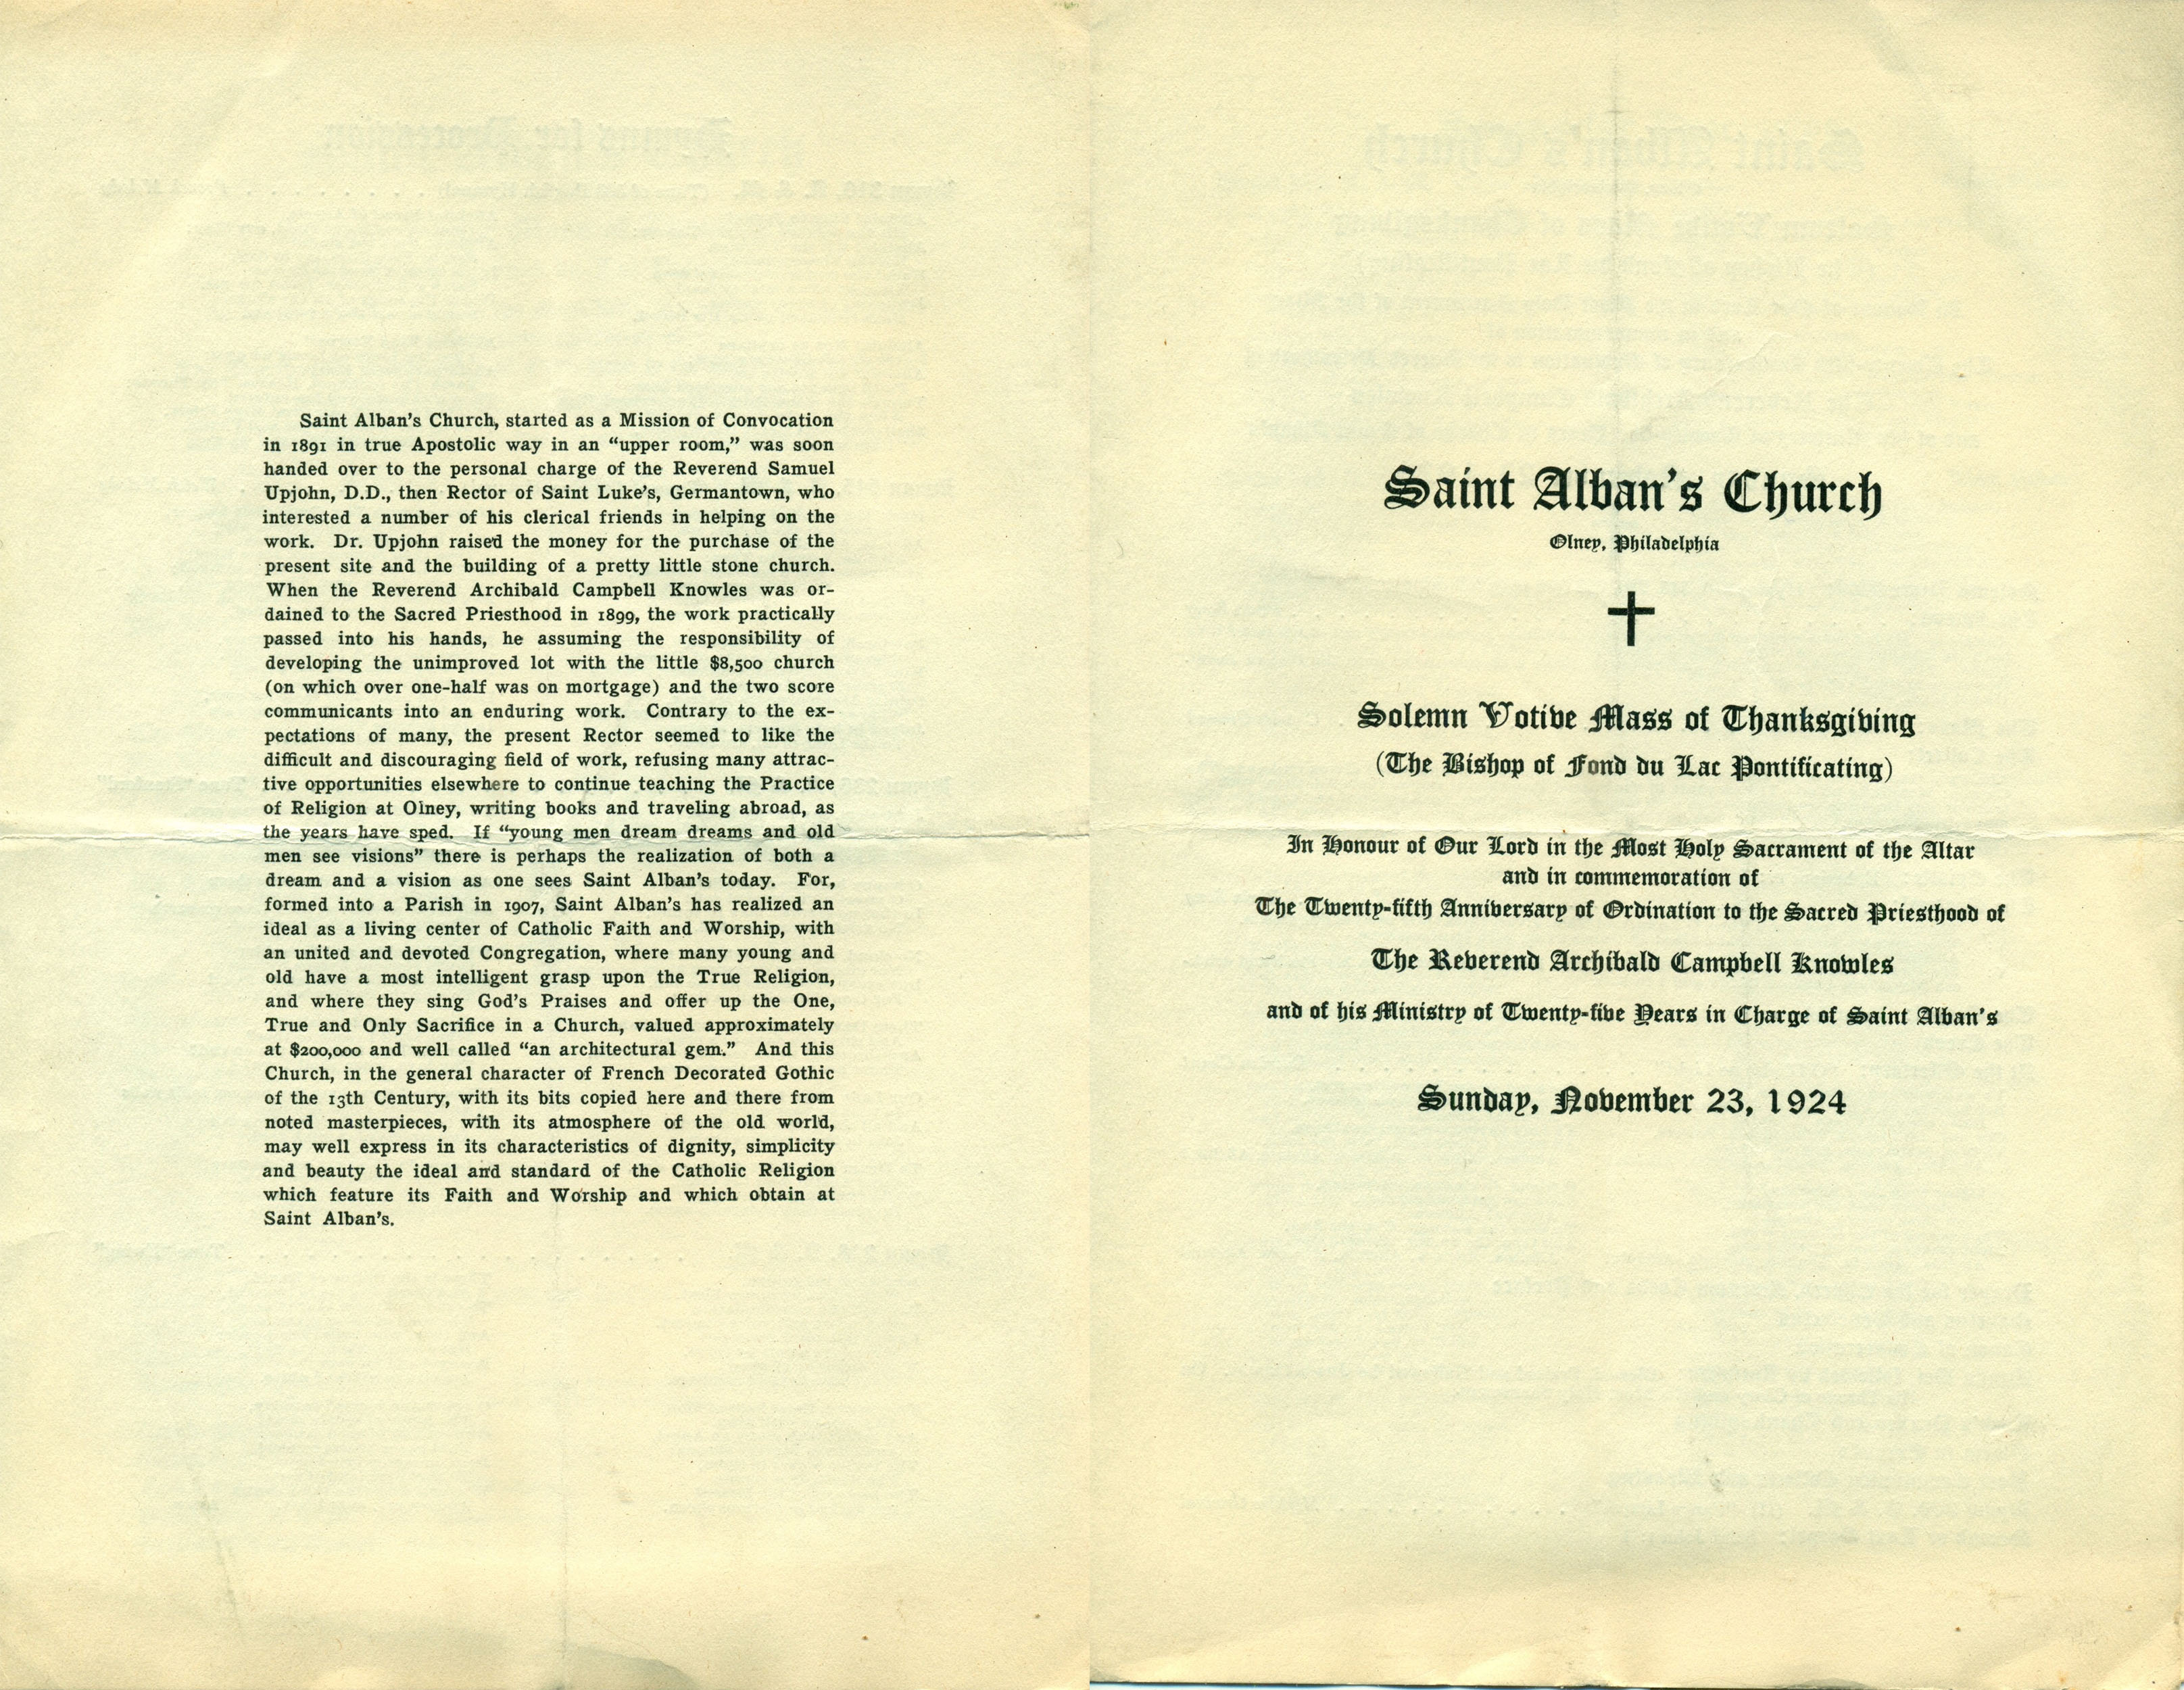 Saint Alban's Church, started as a Mission of Convocation
in 1891 in true Apostolic way in an “upper room,” was soon
handed over to the personal charge of the Reverend Samuel
Upjohn, D.D., then Rector of Saint Luke's, Germantown, who
interested a number of his clerical friends in helping on the
work. Dr. Upjohn raised the money for the purchase of the
present site and the building of a pretty little stone church.
When the Reverend Archibald Campbell Knowles was or-
dained to the Sacred Priesthood in 1899, the work practically
passed into his hands, he assuming the responsibility of
developing the unimproved lot with the little $8,500 church
(on which over one-half was on mortgage) and the two score
communicants into an enduring work. Contrary to the ex-
pectations of many, the present Rector seemed to like the
difficult and discouraging field of work, refusing many attrac-
tive opportunities elsewhere to continue teaching the Practice
of Religion at Olney, writing books and traveling abroad, as
the years have sped. If “young men dream dreams and old
men see visions” there is perhaps the realization of both a
dream and a vision as one sees Saint Alban's today. For,
formed into a Parish in 1907, Saint Alban's has realized an
ideal as a living center of Catholic Faith and Worship, with
an united and devoted Congregation, where many young and
old have a most intelligent grasp upon the True Religion,
and where they sing God's Praises and offer up the One,
True and Only Sacrifice in a Church, valued approximately
at $200,000 and well called “an architectural gem.” And this
Church, in the general character of French Decorated Gothic
of the 13th Century, with its bits copied here and there from
noted masterpieces, with its atmosphere of the old world,
may well express in its characteristics of dignity, simplicity
and beauty the ideal and standard of the Catholic Religion
which feature its Faith and Worship and which obtain at
Saint Alban's.
Saint Alban's Church
Olney, Philadelphia
Solemn Votive Mass of Thanksgiving
(The Bishop of Fond du Lac Pontificating)
In Honour of Our Lord in the Most Holy Sacrament of the Altar
and in commemoration of
The Twenty-fifth Anniversary of Ordination to the Sacred Priesthood of
The Reverend Archibald Campbell Knowles
and of his Ministry of Twenty-five Years in Charge of Saint Alban's
Sunday, November 23, 1924